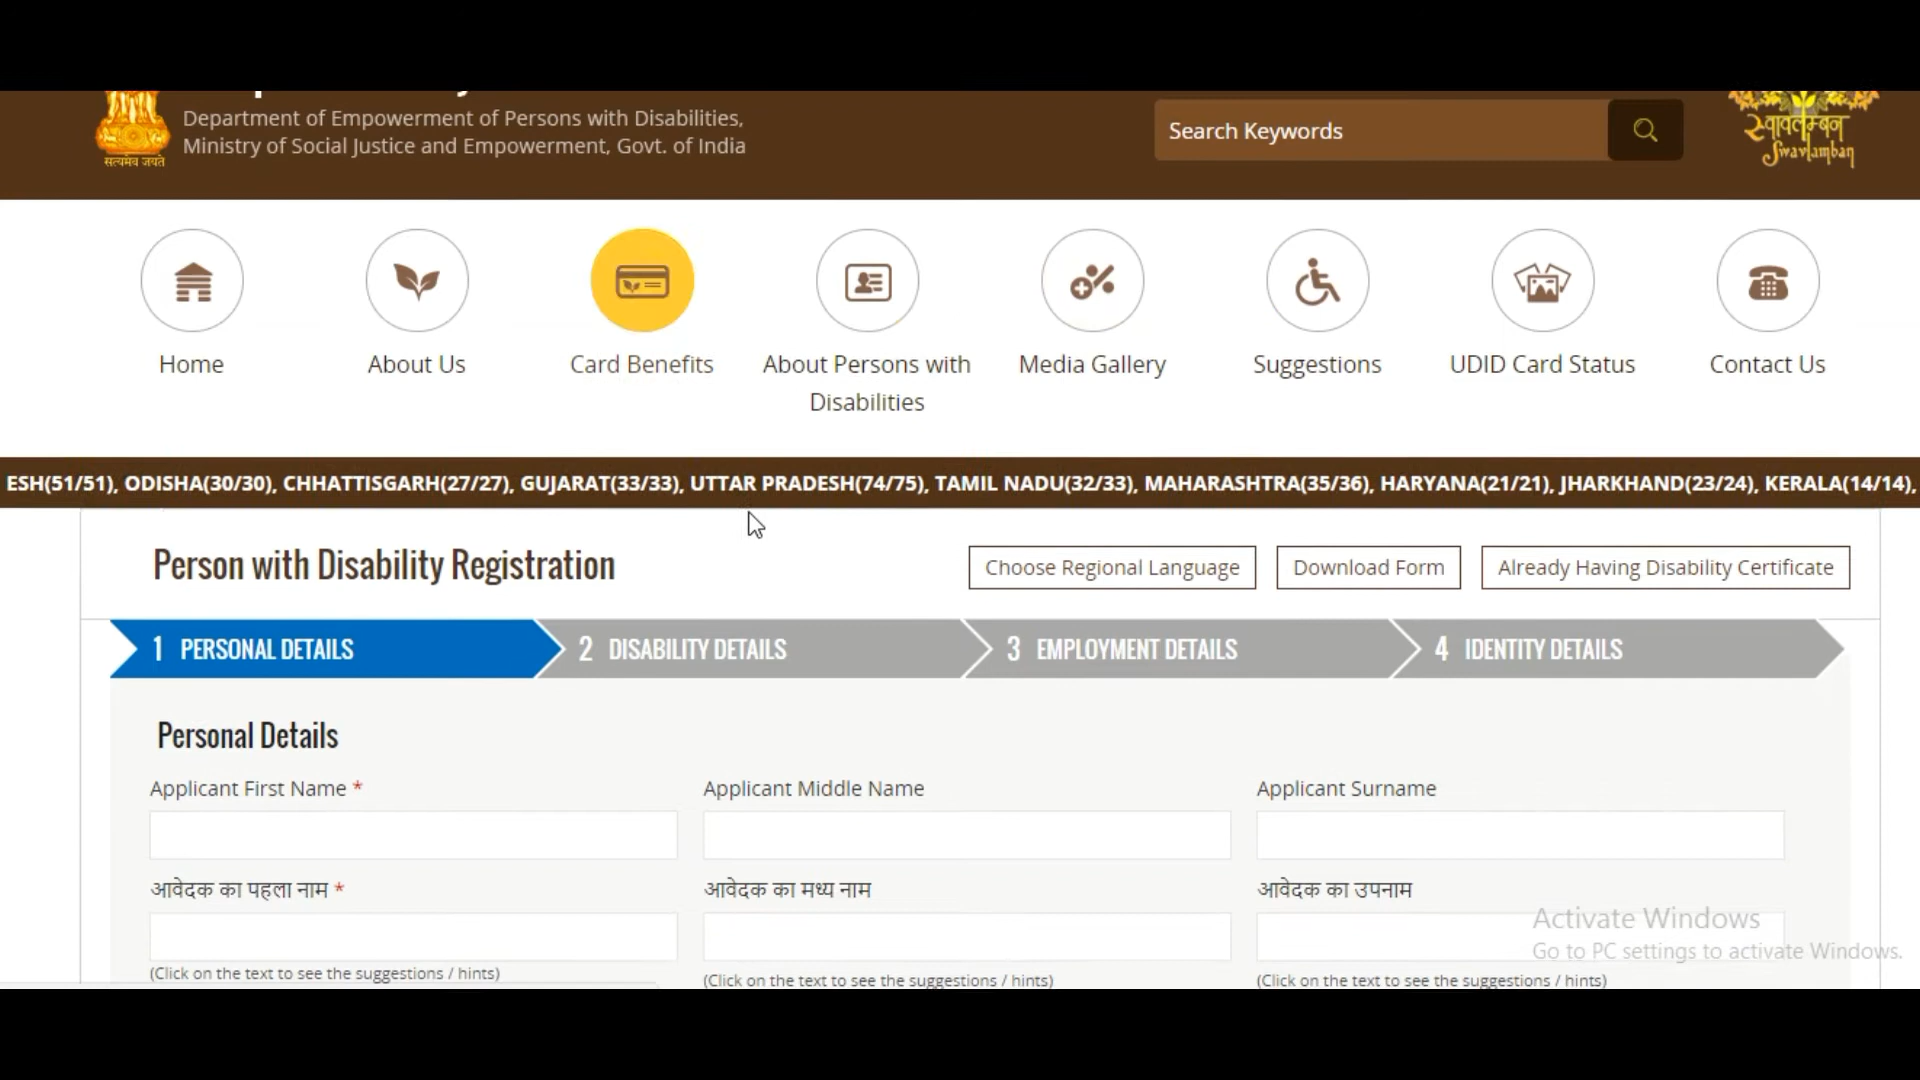 Department of Empowerment of Persons with Disabilities,
Ministry of Social Justice and Empowerment, Govt. of India
सत्यमेव जयते
Search Keywords
स्वावलम्बन
Swavlamban
Home
About Us
Card Benefits
About Persons with
Disabilities
Media Gallery
Suggestions
UDID Card Status
Contact Us
ESH(51/51), ODISHA(30/30), CHHATTISGARH(27/27), GUJARAT(33/33), UTTAR PRADESH(74/75), TAMIL NADU(32/33), MAHARASHTRA(35/36), HARYANA(21/21), JHARKHAND(23/24), KERALA(14/14),
Person with Disability Registration
Choose Regional Language
Download Form
Already Having Disability Certificate
1 PERSONAL DETAILS
2 DISABILITY DETAILS
3 EMPLOYMENT DETAILS
4 IDENTITY DETAILS
Personal Details
Applicant First Name *
Applicant Middle Name
Applicant Surname
आवेदक का पहला नाम *
आवेदक का मध्य नाम
आवेदक का उपनाम
(Click on the text to see the suggestions / hints)
(Click on the text to see the suggestions / hints)
(Click on the text to see the suggestions / hints)
Activate Windows
Go to PC settings to activate Windows.